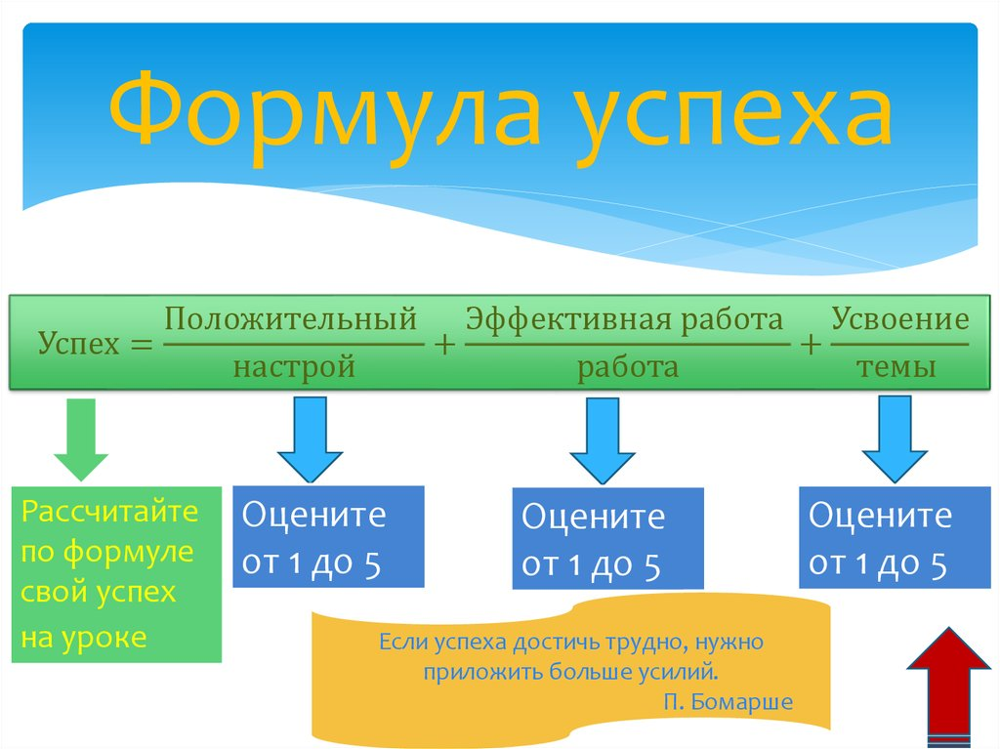 Формула успеха
Успех = Положительный настрой + Эффективная работа работа + Усвоение темы
Рассчитайте
по формуле
свой успех
на уроке
Оцените
от 1 до 5
Оцените
от 1 до 5
Оцените
от 1 до 5
Если успеха достичь трудно, нужно
приложить больше усилий.
П. Бомарше